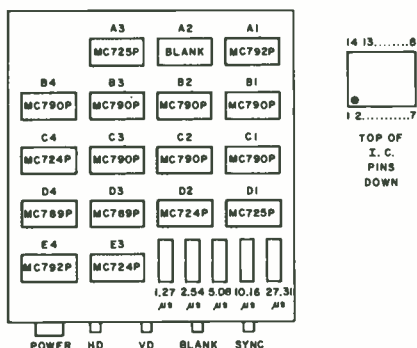 A3 A2 A1
MC725P BLANK MC792P
B4 B3 B2 B1
MC790P MC790P MC790P MC790P
C4 C3 C2 C1
MC724P MC790P MC790P MC790P
D4 D3 D2 D1
MC789P MC789P MC724P MC725P
E4 E3
MC792P MC724P
1.27 2.54 5.08 10.16 27.31
μs μs μs μs μs
POWER HD VD BLANK SYNC
14 13........8
1 2...........7
TOP OF
I. C.
PINS
DOWN